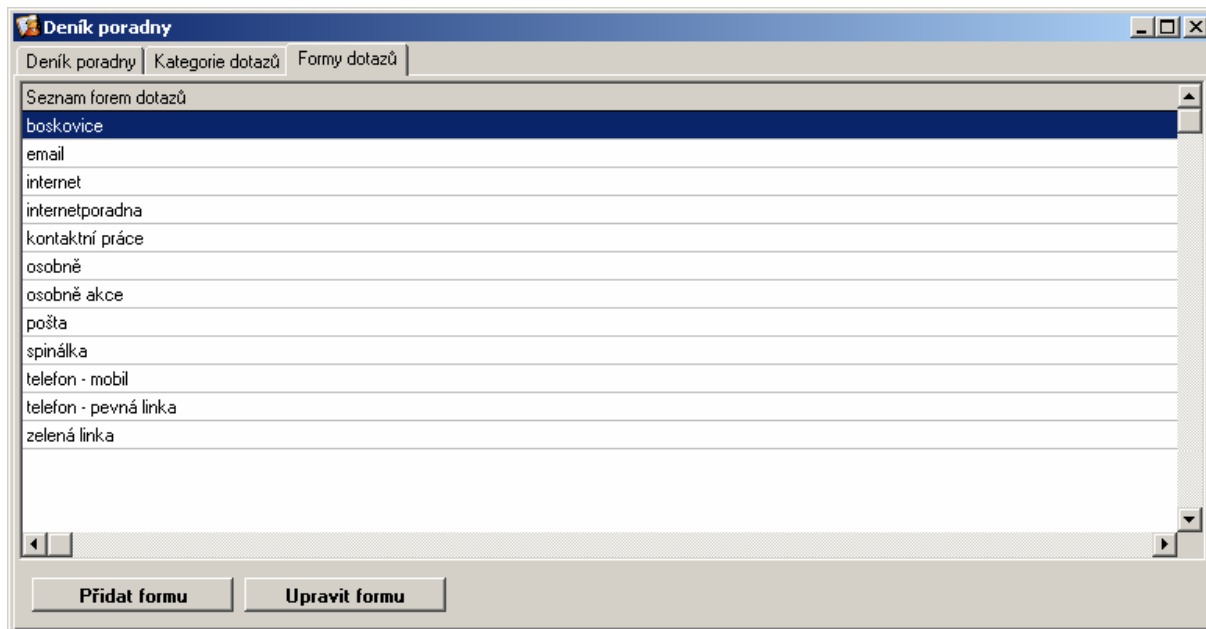 Deník poradny
Deník poradny Kategorie dotazů Formy dotazů
Seznam forem dotazů
boskovice
email
internet
internetporadna
kontaktní práce
osobně
osobně akce
pošta
spinálka
telefon - mobil
telefon - pevná linka
zelená linka
Přidat formu Upravit formu